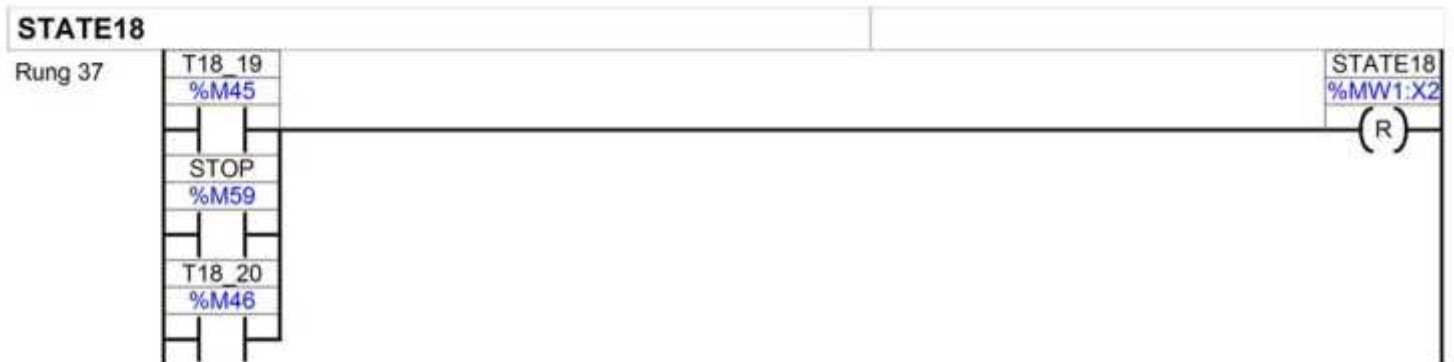 STATE18
Rung 37
T18_19
%M45
STATE18
%MW1:X2
R
STOP
%M59
T18_20
%M46